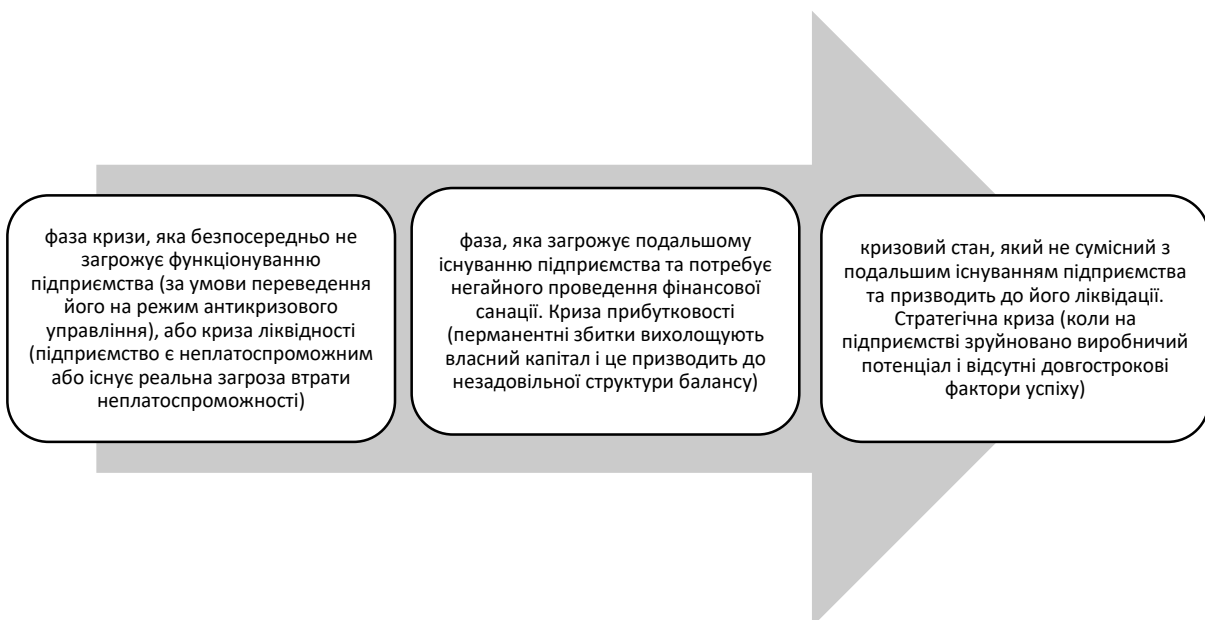 фаза кризи, яка безпосередньо не
загрожує функціонуванню
підприємства (за умови переведення
його на режим антикризового
управління), або криза ліквідності
(підприємство є неплатоспроможним
або існує реальна загроза втрати
неплатоспроможності)
фаза, яка загрожує подальшому
існуванню підприємства та потребує
негайного проведення фінансової
санації. Криза прибутковості
(перманентні збитки вихолощують
власний капітал і це призводить до
незадовільної структури балансу)
кризовий стан, який не сумісний з
подальшим існуванням підприємства
та призводить до його ліквідації.
Стратегічна криза (коли на
підприємстві зруйновано виробничий
потенціал і відсутні довгострокові
фактори успіху)